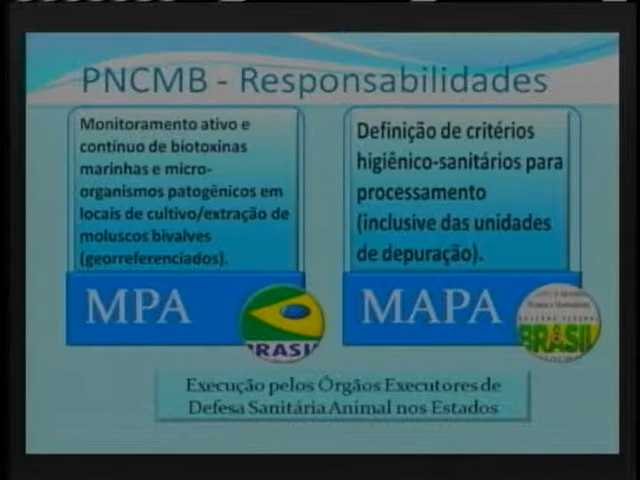 PNCMB - Responsabilidades
Monitoramento ativo e
contínuo de biotoxinas
marinhas e micro-
organismos patogênicos em
locais de cultivo/extração de
moluscos bivalves
(georreferenciados).
MPA
BRASIL
Definição de critérios
higiênico-sanitários para
processamento
(inclusive das unidades
de depuração).
MAPA
BRASIL
Execução pelos Órgãos Executores de
Defesa Sanitária Animal nos Estados